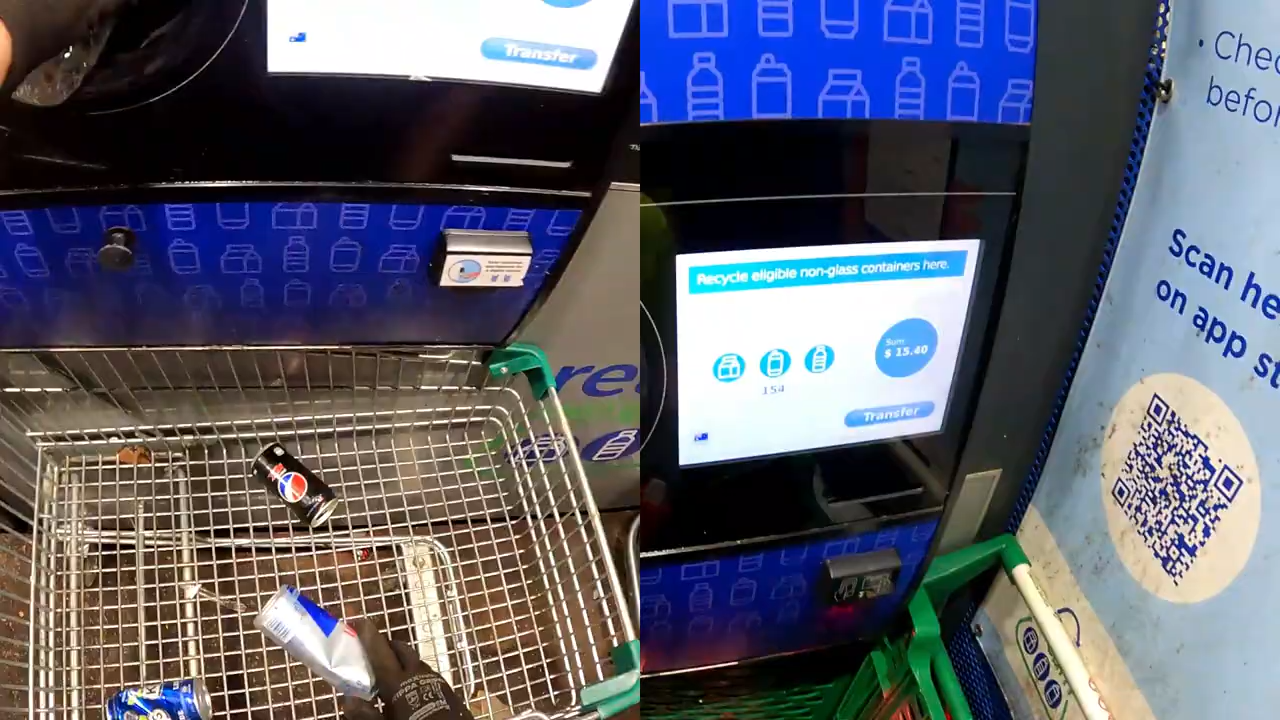 Transfer
Recycle eligible non-glass containers here.
Sum:
$ 15.40
154
Transfer
• Chec
befor
Scan he
on app st
rea